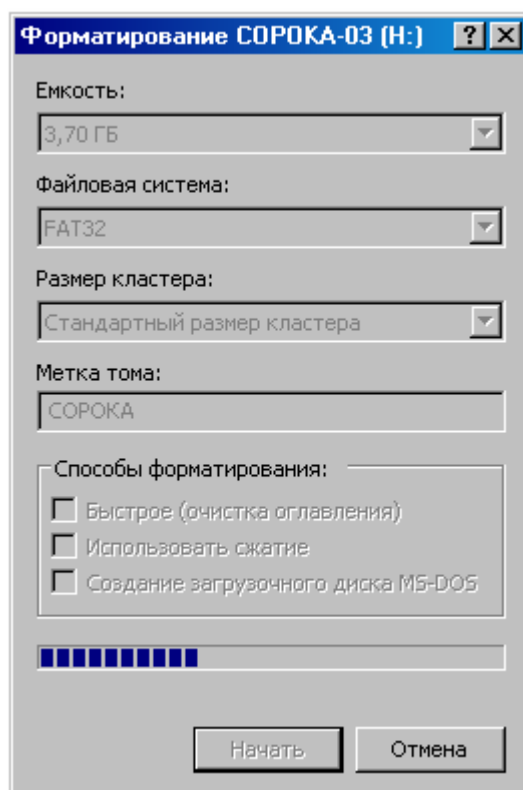 Форматирование СОРОКА-03 (H:)
Емкость:
3,70 ГБ
Файловая система:
FAT32
Размер кластера:
Стандартный размер кластера
Метка тома:
СОРОКА
Способы форматирования:
Быстрое (очистка оглавления)
Использовать сжатие
Создание загрузочного диска MS-DOS
Начать Отмена